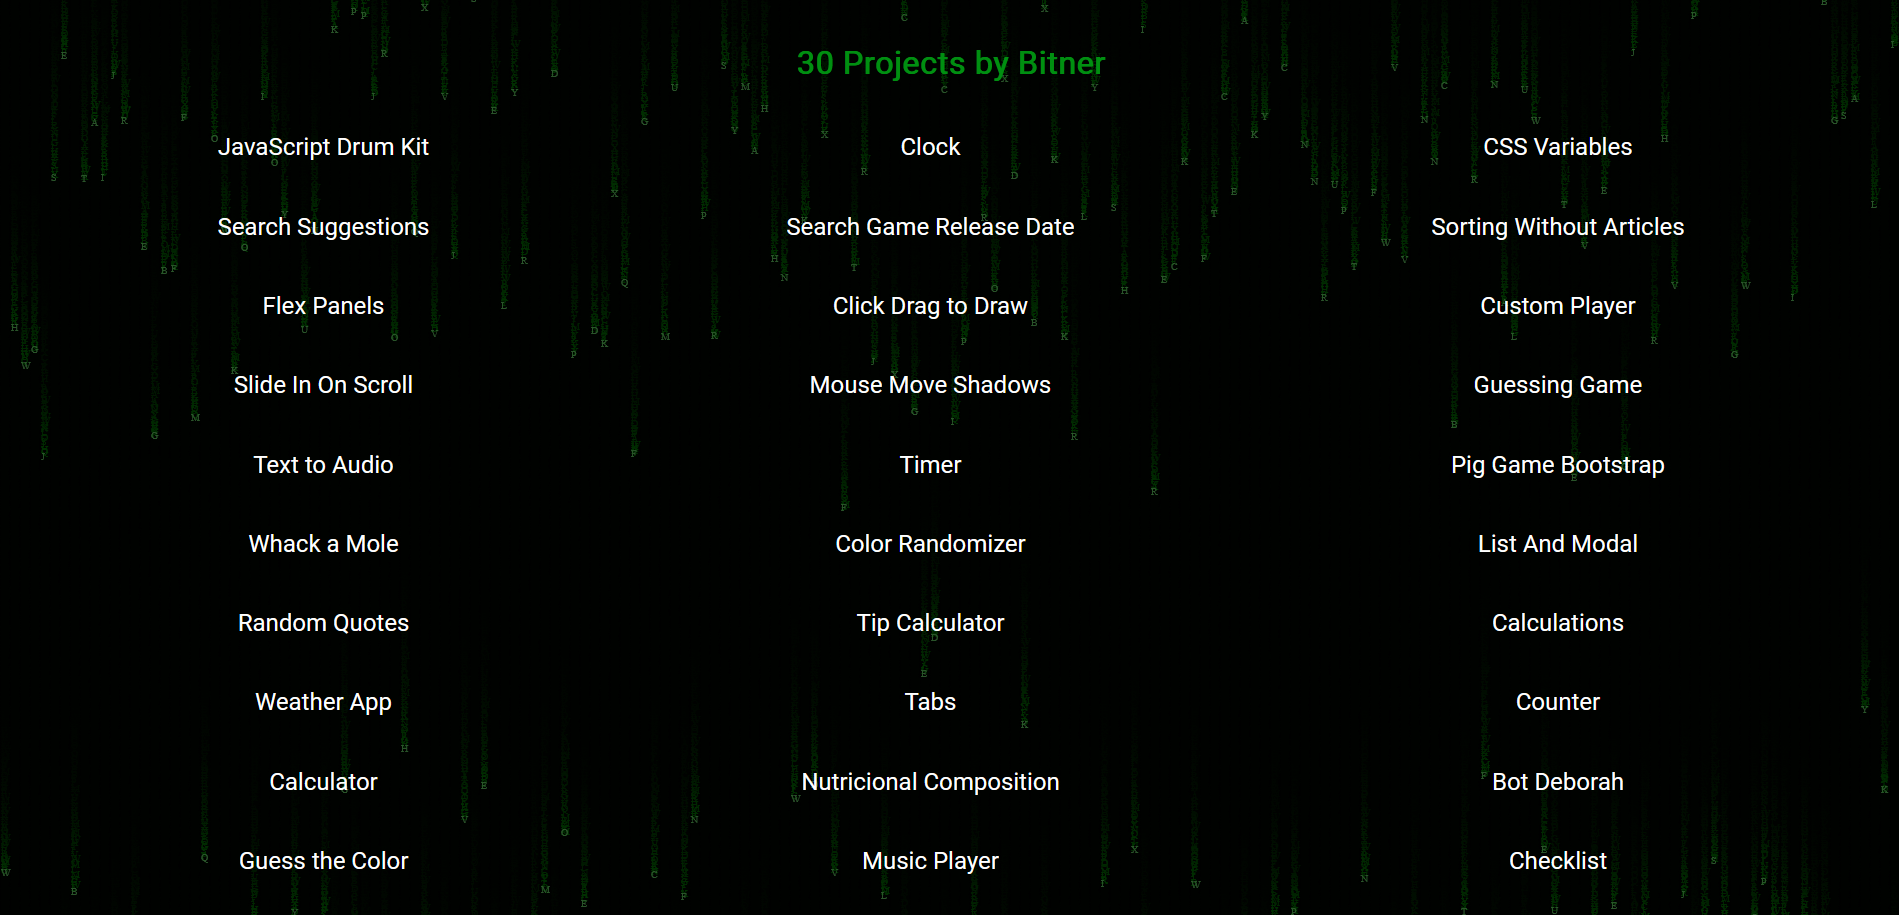 30 Projects by Bitner
JavaScript Drum Kit
Clock
CSS Variables
Search Suggestions
Search Game Release Date
Sorting Without Articles
Flex Panels
Click Drag to Draw
Custom Player
Slide In On Scroll
Mouse Move Shadows
Guessing Game
Text to Audio
Timer
Pig Game Bootstrap
Whack a Mole
Color Randomizer
List And Modal
Random Quotes
Tip Calculator
Calculations
Weather App
Tabs
Counter
Calculator
Nutricional Composition
Bot Deborah
Guess the Color
Music Player
Checklist